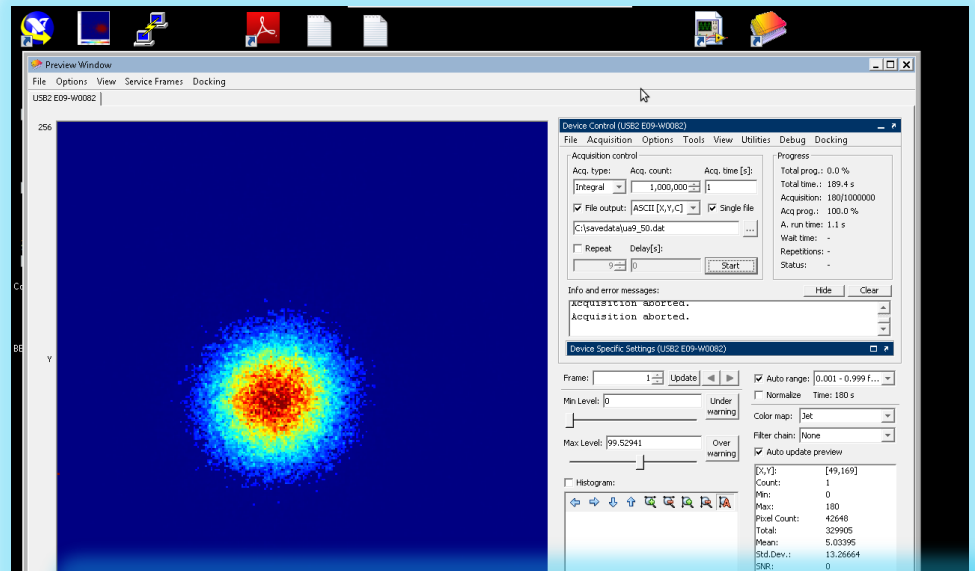 Preview Window
File Options View Service Frames Docking
USB2 E09-W0082
256
Y
Device Control (USB2 E09-W0082)
File Acquisition Options Tools View Utilities Debug Docking
Acquisition control
Acq. type: Acq. count: Acq. time [s]:
Integral 1,000,000 1
File output: ASCII [X,Y,C] Single file
C:\savedata\ua9_50.dat ...
Repeat Delay[s]:
9 0 Start
Progress
Total prog.: 0.0 %
Total time.: 189.4 s
Acquisition: 180/1000000
Acq prog.: 100.0 %
A. run time: 1.1 s
Wait time: -
Repetitions: -
Status: -
Info and error messages: Hide Clear
Acquisition aborted.
Acquisition aborted.
Device Specific Settings (USB2 E09-W0082)
Frame: 1 Update
Min Level: 0 Under warning
Max Level: 99.52941 Over warning
Histogram:
Auto range: 0.001 - 0.999 f...
Normalize Time: 180 s
Color map: Jet
Filter chain: None
Auto update preview
[X,Y]: [49,169]
Count: 1
Min: 0
Max: 180
Pixel Count: 42648
Total: 329905
Mean: 5.03395
Std.Dev.: 13.26664
SNR: 0